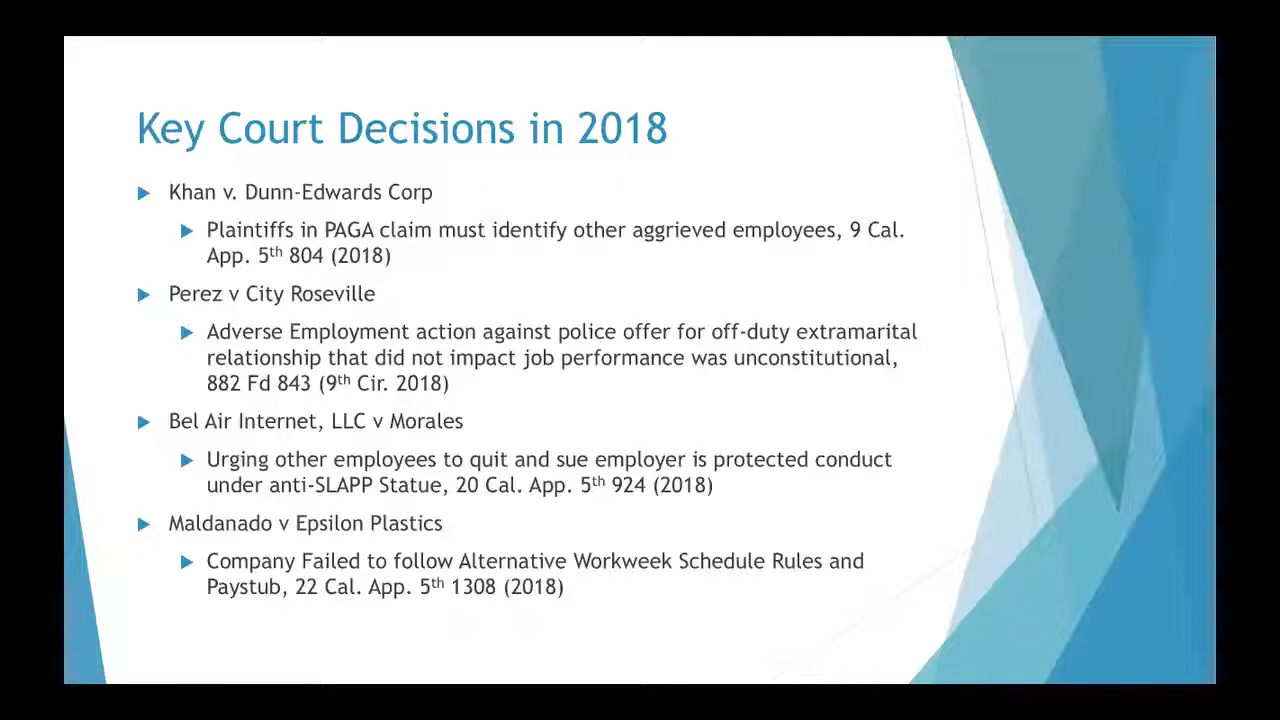 Key Court Decisions in 2018
Khan v. Dunn-Edwards Corp
Plaintiffs in PAGA claim must identify other aggrieved employees, 9 Cal.
App. 5th 804 (2018)
Perez v City Roseville
Adverse Employment action against police offer for off-duty extramarital
relationship that did not impact job performance was unconstitutional,
882 Fd 843 (9th Cir. 2018)
Bel Air Internet, LLC v Morales
Urging other employees to quit and sue employer is protected conduct
under anti-SLAPP Statue, 20 Cal. App. 5th 924 (2018)
Maldanado v Epsilon Plastics
Company Failed to follow Alternative Workweek Schedule Rules and
Paystub, 22 Cal. App. 5th 1308 (2018)